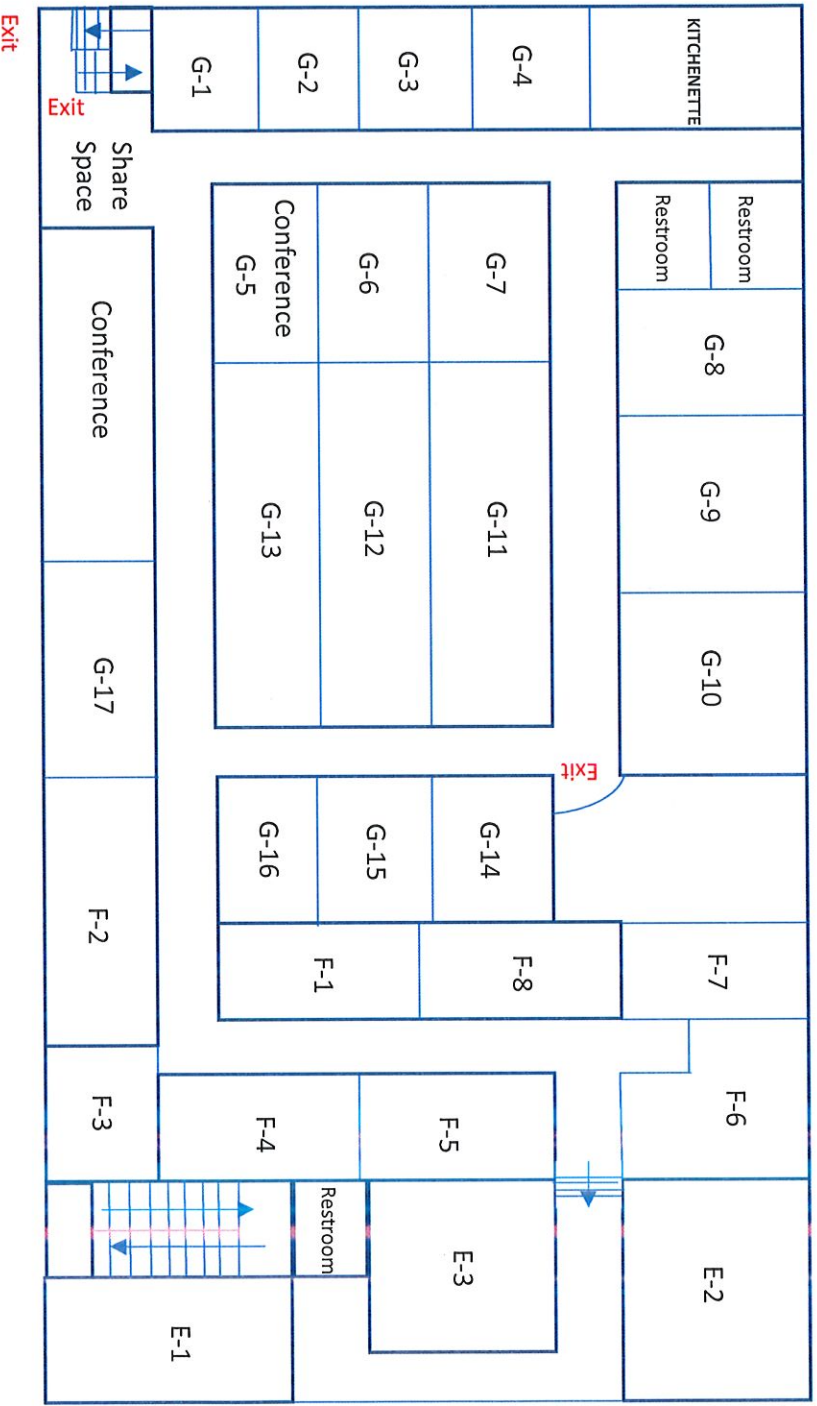 Exit
Exit
Share
Space
G-1
G-2
G-3
G-4
KITCHENETTE
Conference
G-5
G-6
G-7
Restroom
Restroom
G-8
Conference
G-13
G-12
G-11
G-9
G-17
G-10
Exit
G-16
G-15
G-14
F-2
F-1
F-8
F-7
F-3
F-4
F-5
F-6
Restroom
E-3
E-2
E-1